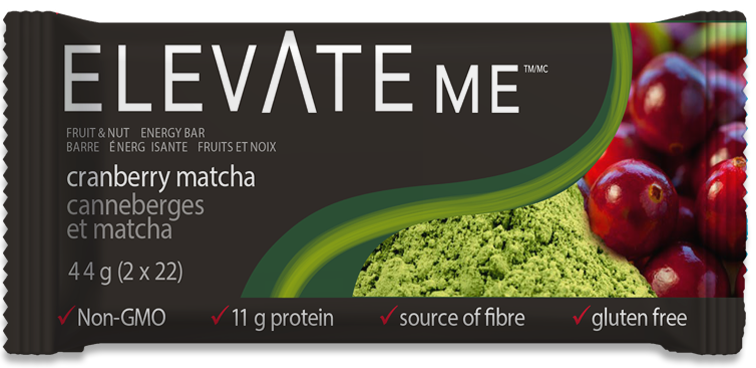 ELEVATE ME TM/MC
FRUIT & NUT ENERGY BAR
BARRE ÉNERG ISANTE FRUITS ET NOIX
cranberry matcha
canneberges
et matcha
44 g (2 x 22)
✓Non-GMO ✓11 g protein ✓source of fibre ✓gluten free